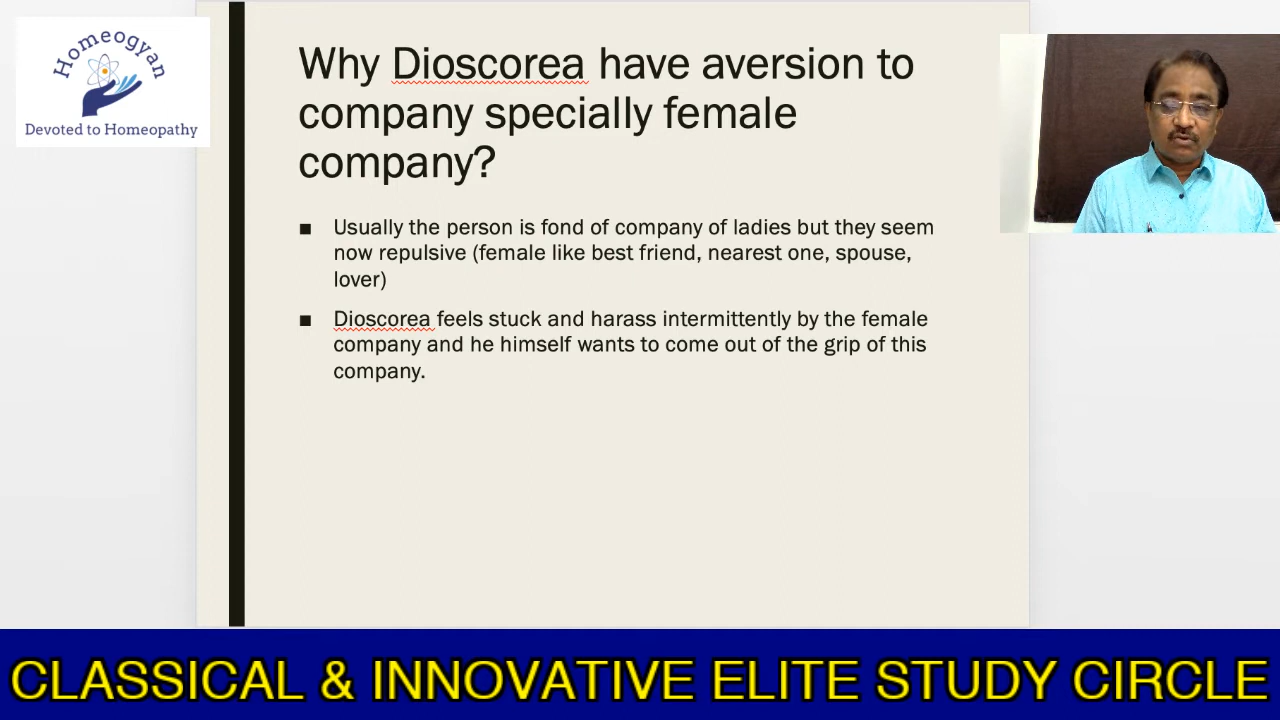 Homeogyan
Devoted to Homeopathy
Why Dioscorea have aversion to
company specially female
company?
■ Usually the person is fond of company of ladies but they seem
now repulsive (female like best friend, nearest one, spouse,
lover)
■ Dioscorea feels stuck and harass intermittently by the female
company and he himself wants to come out of the grip of this
company.
CLASSICAL & INNOVATIVE ELITE STUDY CIRCLE